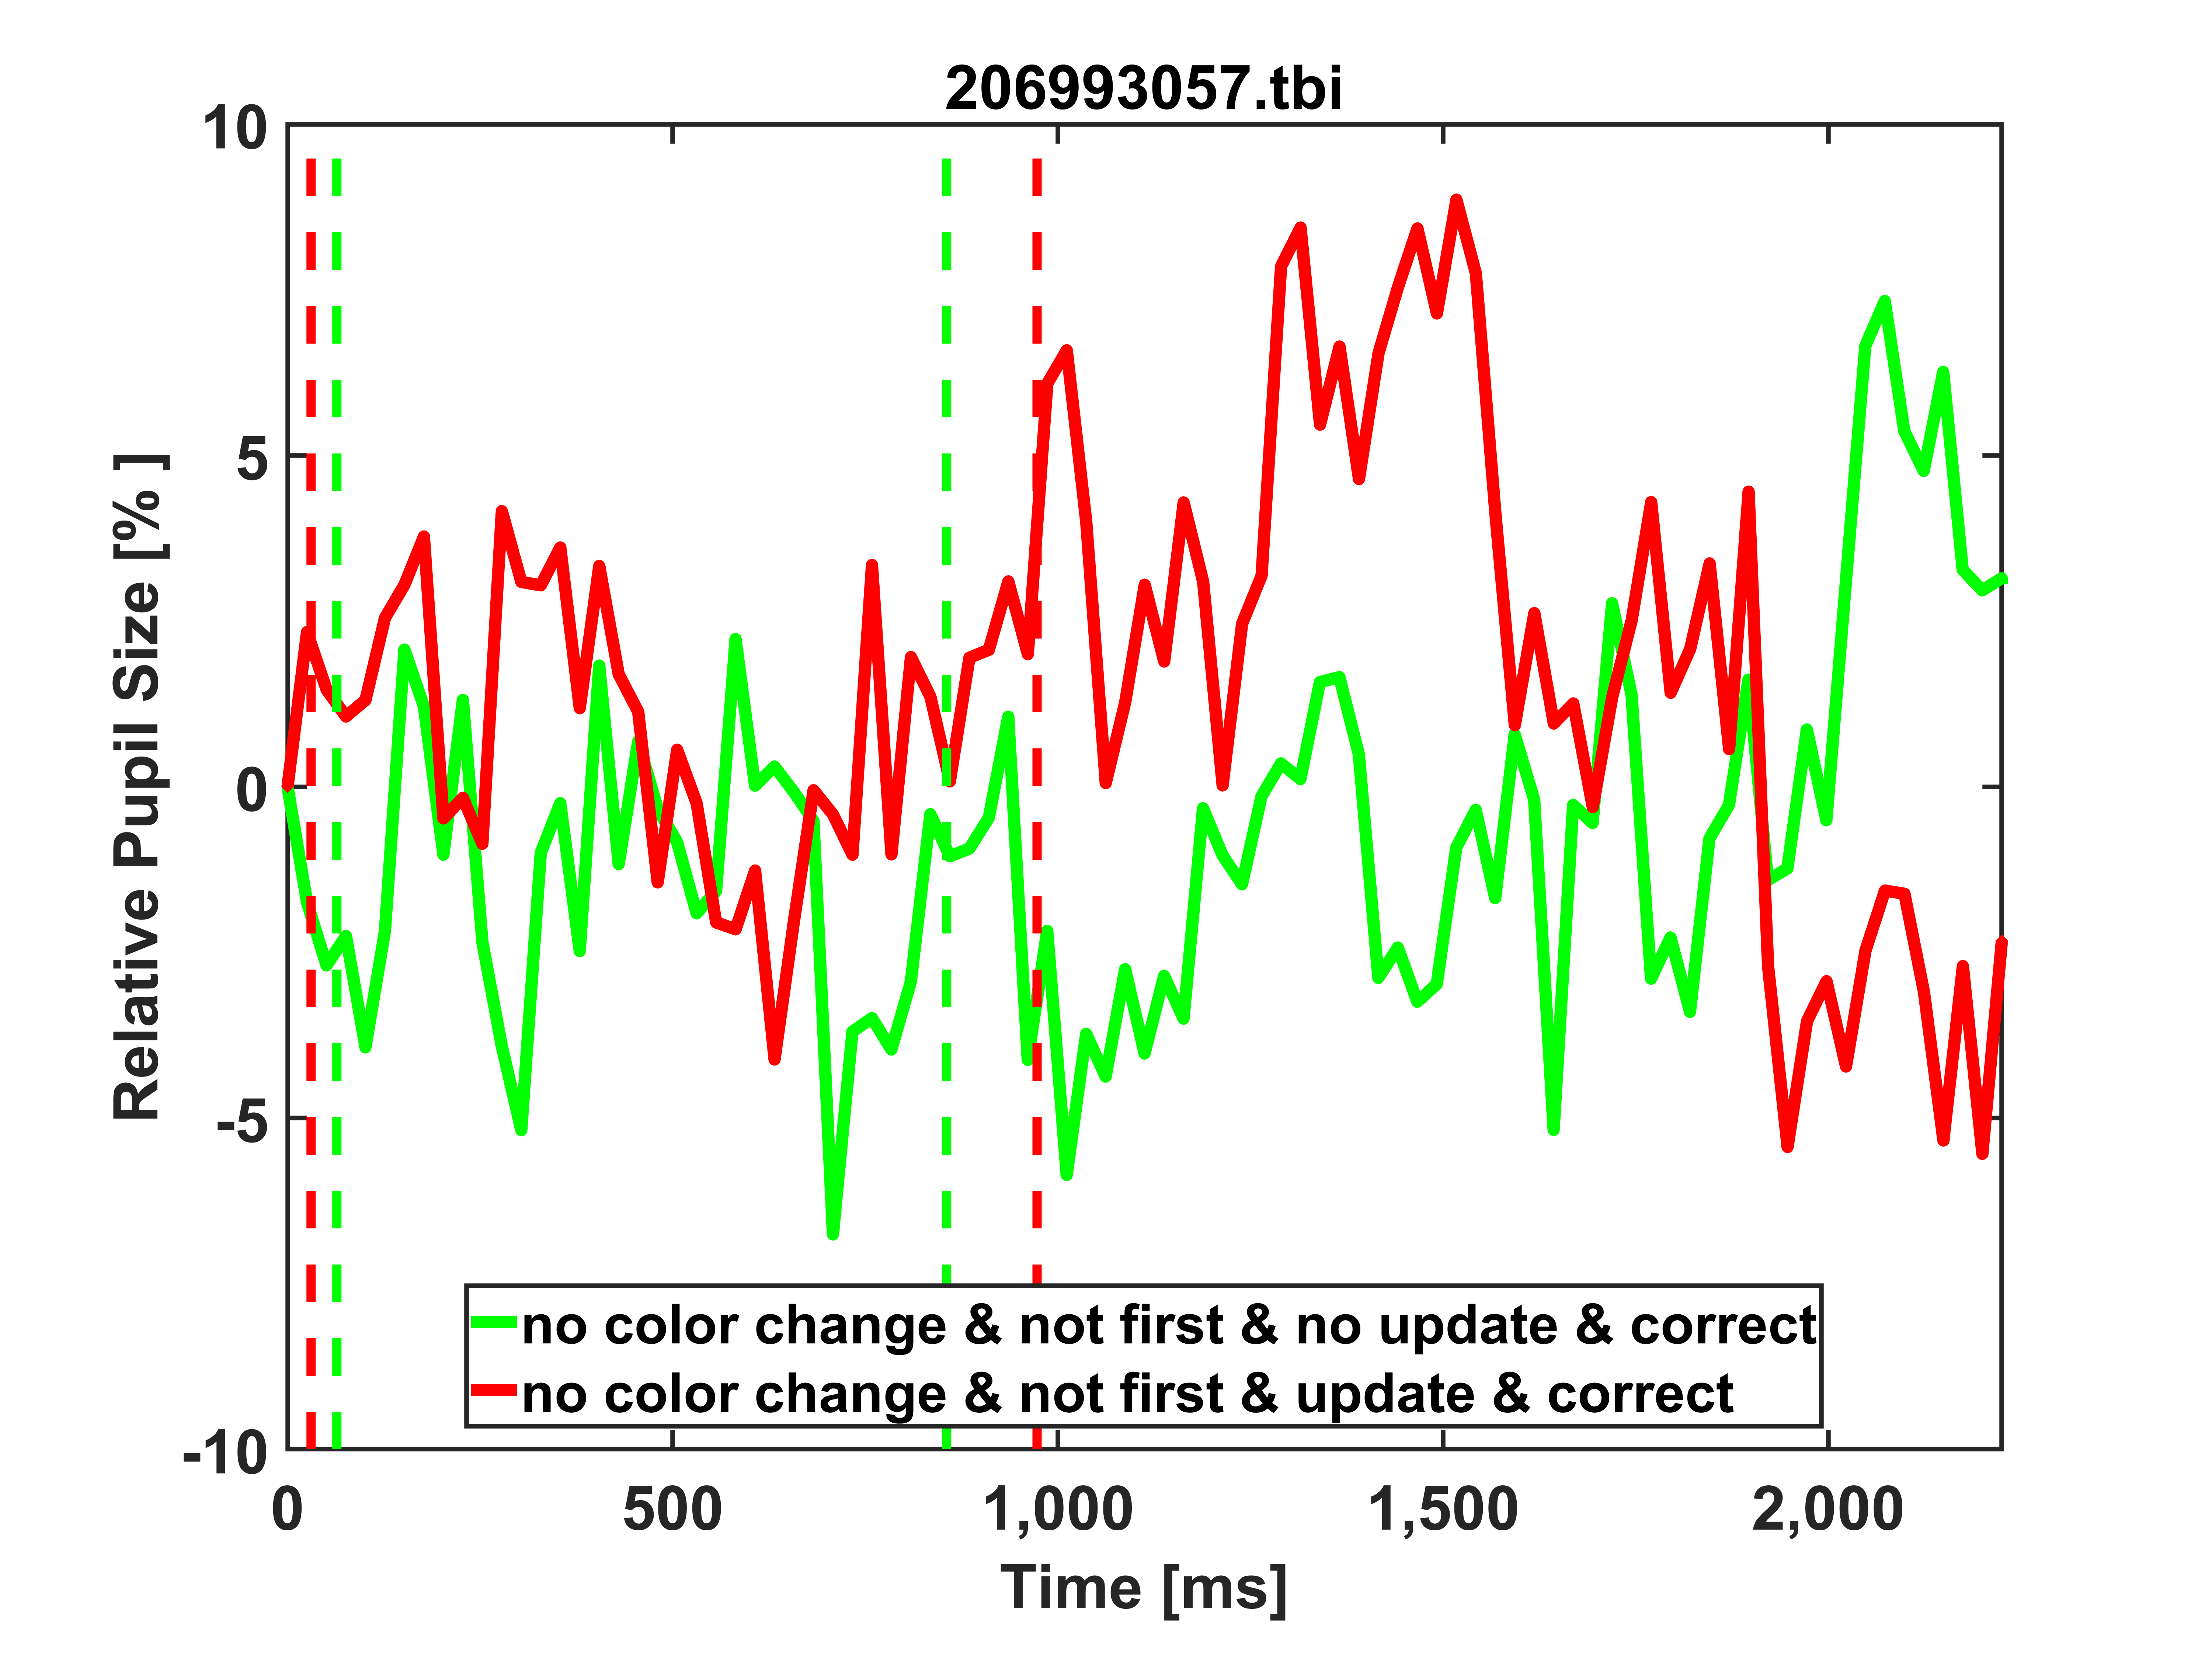 206993057.tbi
10
5
0
-5
-10
Relative Pupil Size [% ]
no color change & not first & no update & correct
no color change & not first & update & correct
0 500 1,000 1,500 2,000
Time [ms]